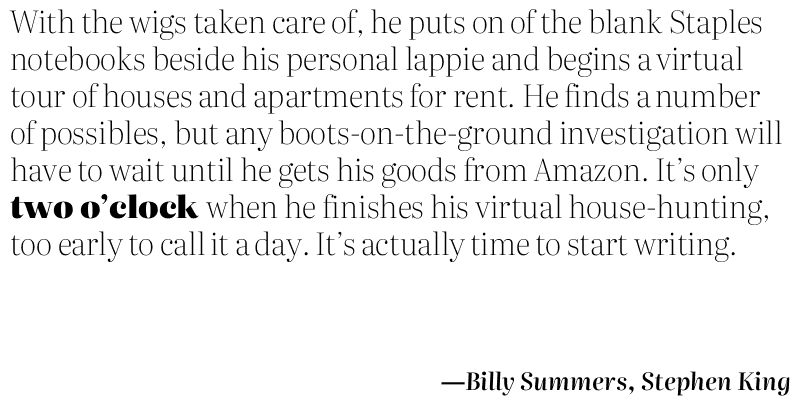 With the wigs taken care of, he puts on of the blank Staples
notebooks beside his personal lappie and begins a virtual
tour of houses and apartments for rent. He finds a number
of possibles, but any boots-on-the-ground investigation will
have to wait until he gets his goods from Amazon. It’s only
two o’clock when he finishes his virtual house-hunting,
too early to call it a day. It’s actually time to start writing.
—Billy Summers, Stephen King